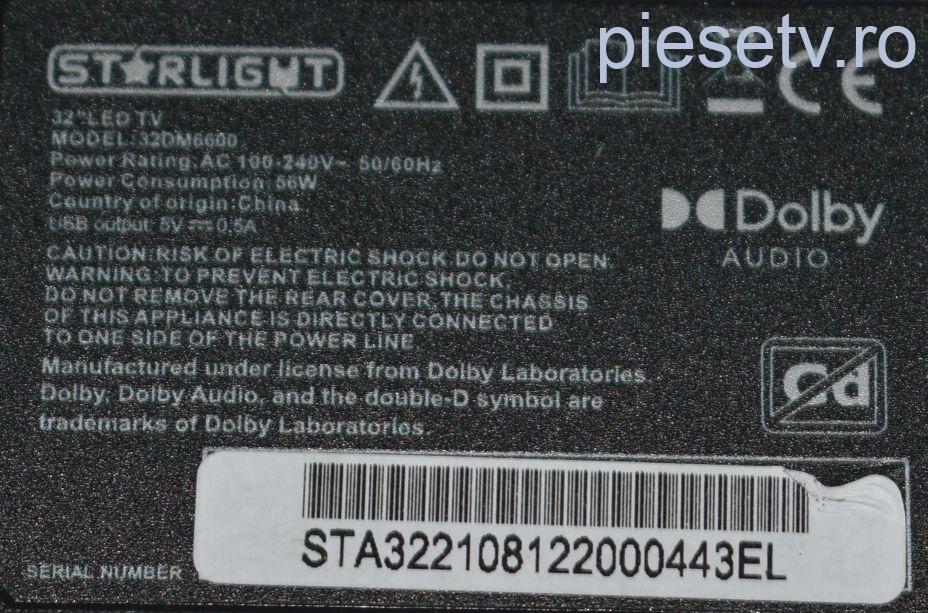 piesetv.ro
STARLIGHT
32"LED TV
MODEL:32DM6600
Power Rating:AC 100-240V~ 50/60Hz
Power Consumption:56W
Country of origin:China
USB output: 5V⎓0.5A
CE
Dolby
AUDIO
CAUTION:RISK OF ELECTRIC SHOCK DO NOT OPEN.
WARNING:TO PREVENT ELECTRIC SHOCK,
DO NOT REMOVE THE REAR COVER.THE CHASSIS
OF THIS APPLIANCE IS DIRECTLY CONNECTED
TO ONE SIDE OF THE POWER LINE.
Manufactured under license from Dolby Laboratories.
Dolby, Dolby Audio, and the double-D symbol are
trademarks of Dolby Laboratories.
Cd
STA322108122000443EL
SERIAL NUMBER